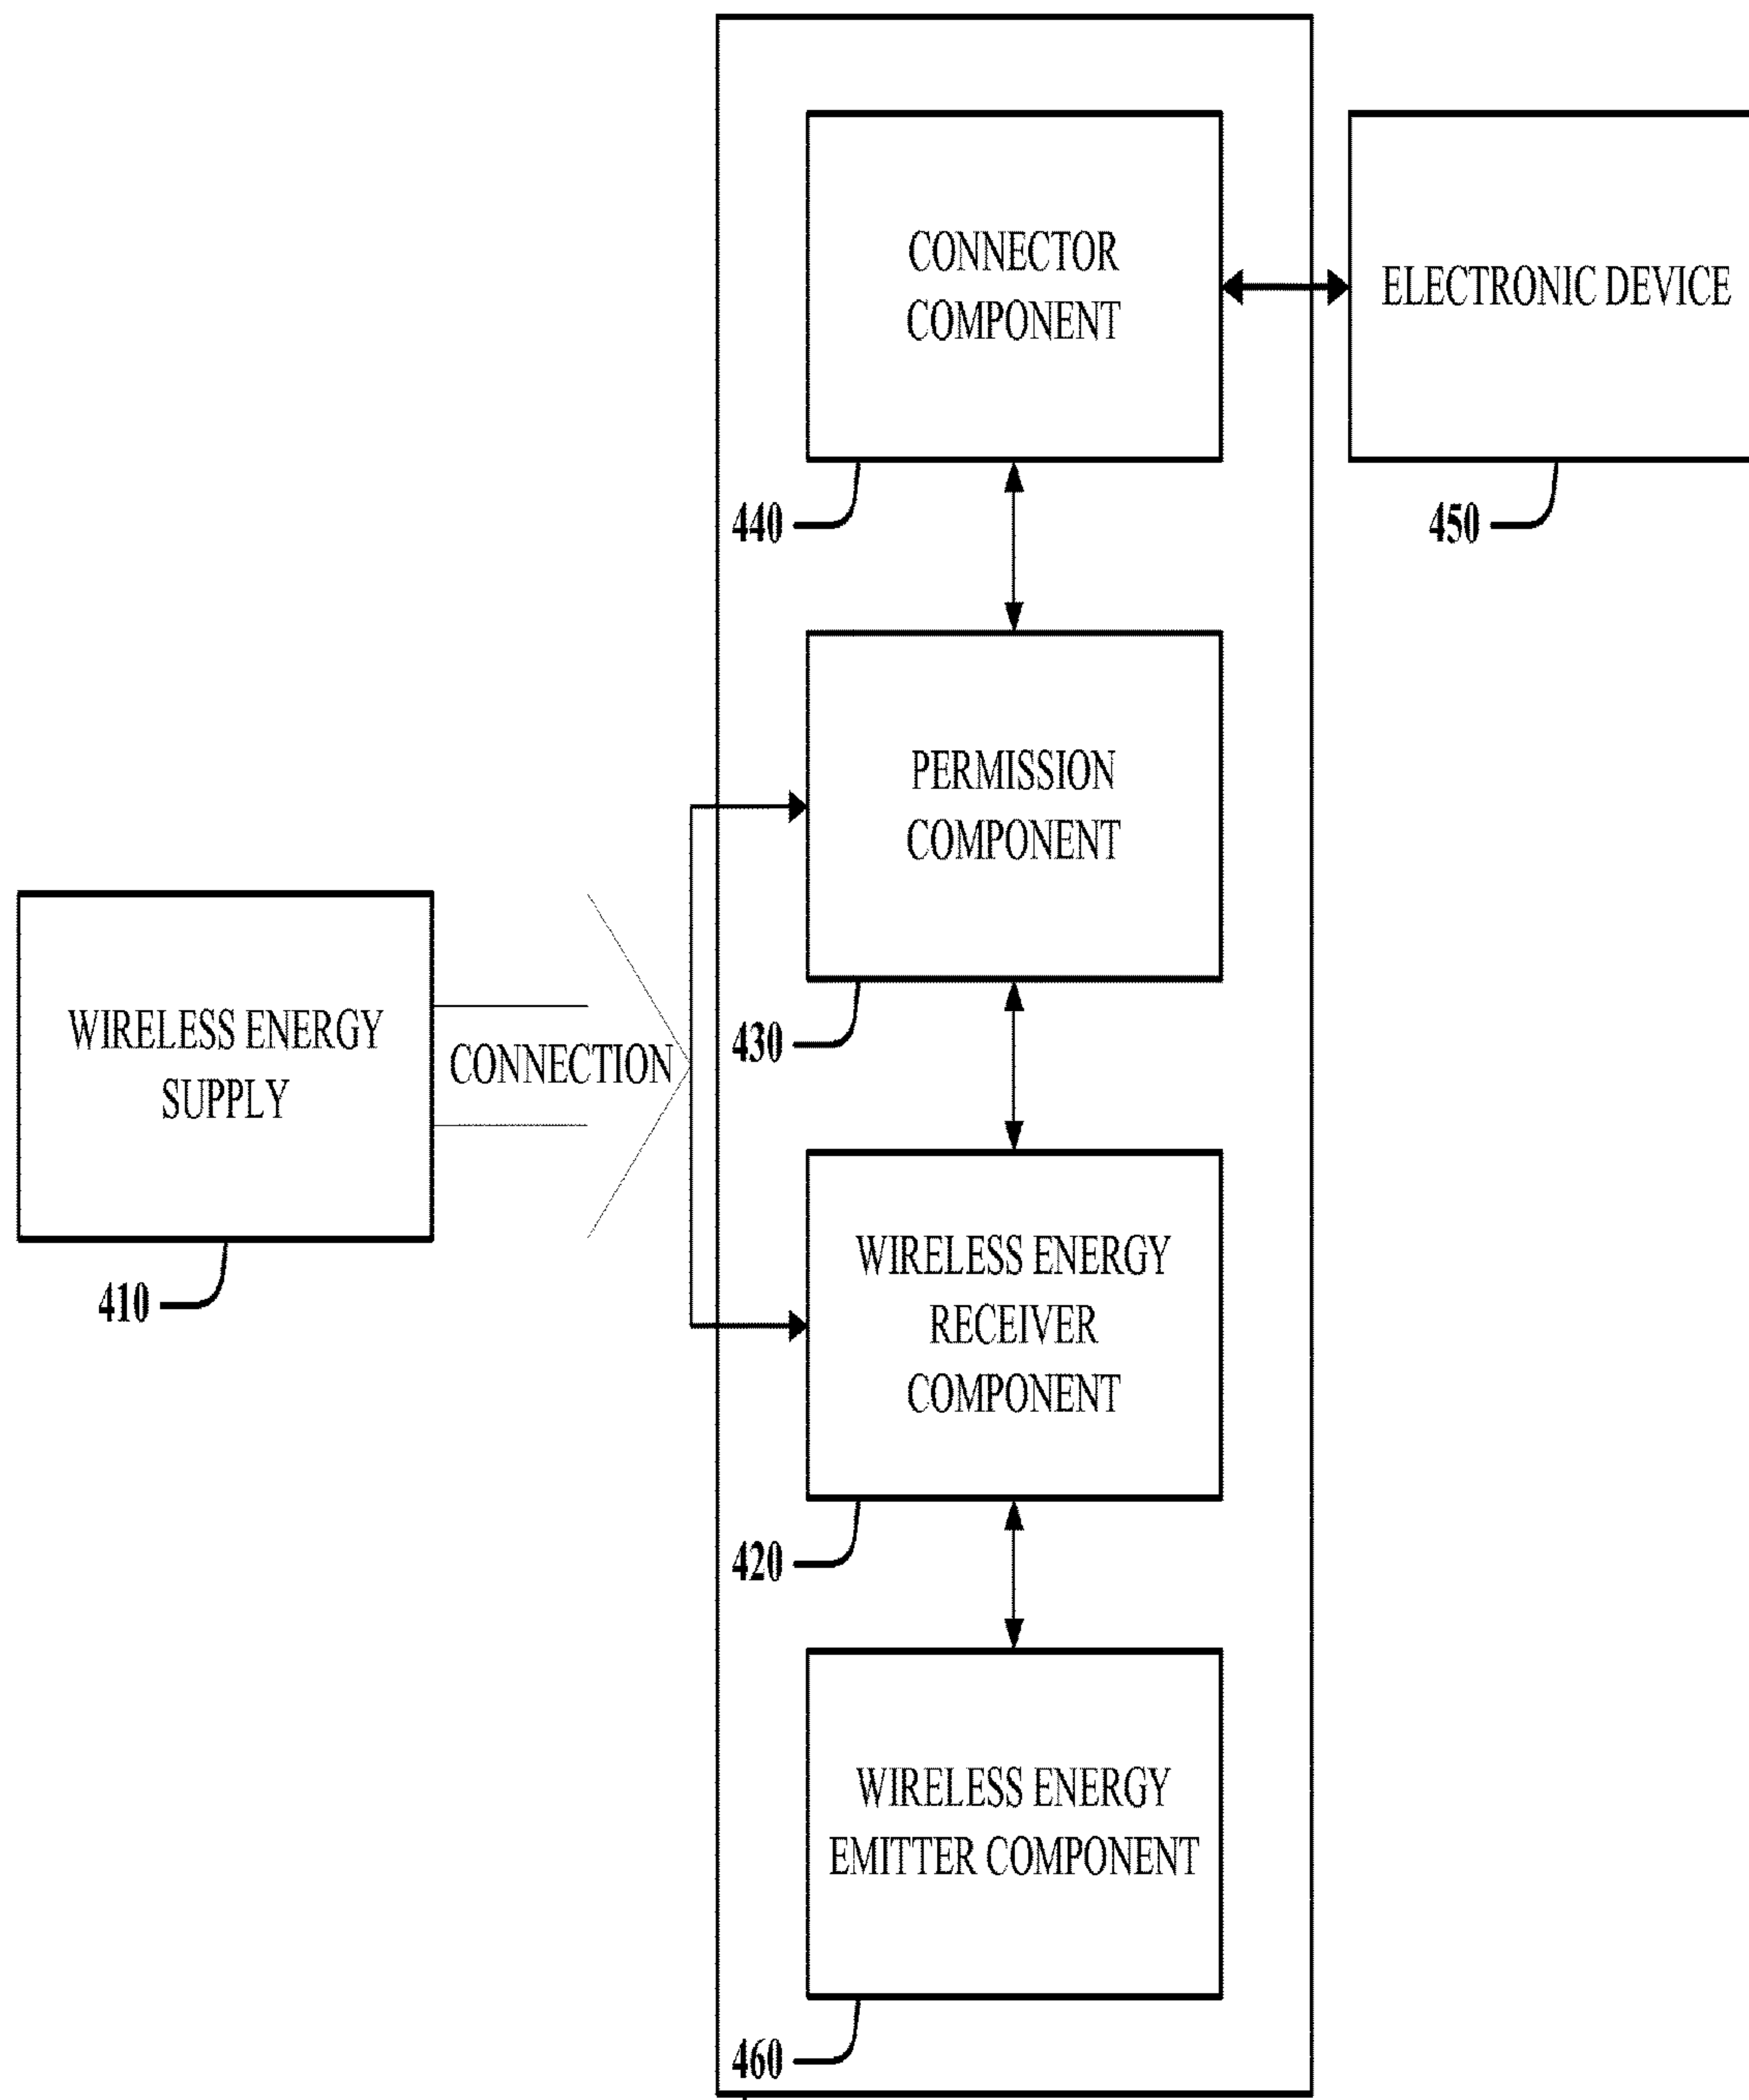 CONNECTOR
COMPONENT
ELECTRONIC DEVICE
440
450
PERMISSION
COMPONENT
430
WIRELESS ENERGY
SUPPLY
CONNECTION
410
WIRELESS ENERGY
RECEIVER
COMPONENT
420
WIRELESS ENERGY
EMITTER COMPONENT
460